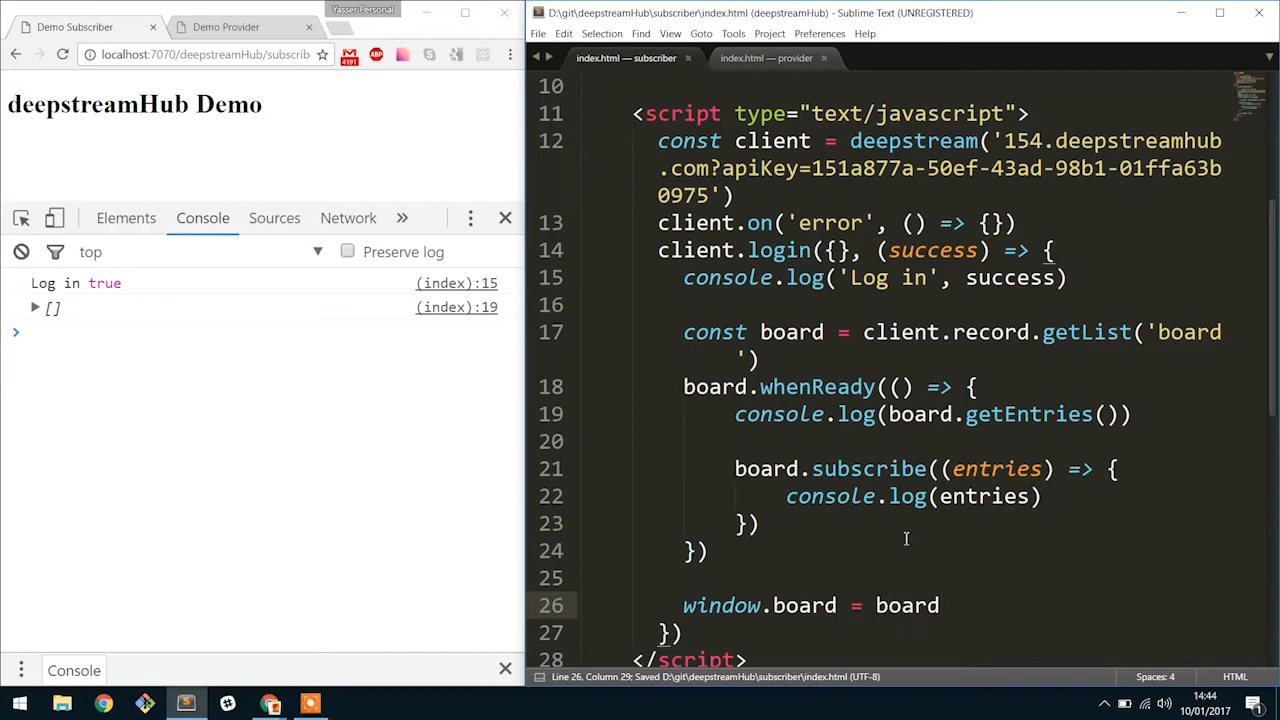 Yasser Personal
Demo Subscriber
Demo Provider
localhost:7070/deepstreamHub/subscrib
4191
ABP
deepstreamHub Demo
Elements Console Sources Network
top Preserve log
Log in true (index):15
[] (index):19
Console
D:\git\deepstreamHub\subscriber\index.html (deepstreamHub) - Sublime Text (UNREGISTERED)
File Edit Selection Find View Goto Tools Project Preferences Help
index.html — subscriber
index.html — provider
10
11 <script type="text/javascript">
12 const client = deepstream('154.deepstreamhub
.com?apiKey=151a877a-50ef-43ad-98b1-01ffa63b
0975')
13 client.on('error', () => {})
14 client.login({}, (success) => {
15 console.log('Log in', success)
16
17 const board = client.record.getList('board
')
18 board.whenReady(() => {
19 console.log(board.getEntries())
20
21 board.subscribe((entries) => {
22 console.log(entries)
23 })
24 })
25
26 window.board = board
27 })
28 </script>
Line 26, Column 29; Saved D:\git\deepstreamHub\subscriber\index.html (UTF-8)
Spaces: 4
HTML
14:44
10/01/2017
1